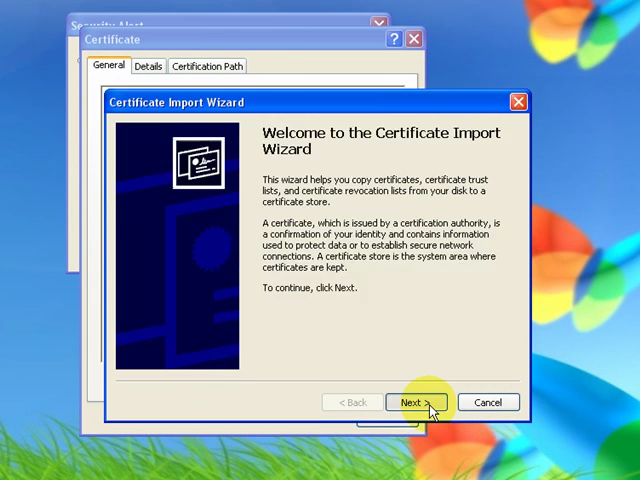 Security Alert
Certificate
General Details Certification Path
Certificate Import Wizard
Welcome to the Certificate Import
Wizard
This wizard helps you copy certificates, certificate trust
lists, and certificate revocation lists from your disk to a
certificate store.
A certificate, which is issued by a certification authority, is
a confirmation of your identity and contains information
used to protect data or to establish secure network
connections. A certificate store is the system area where
certificates are kept.
To continue, click Next.
< Back Next > Cancel